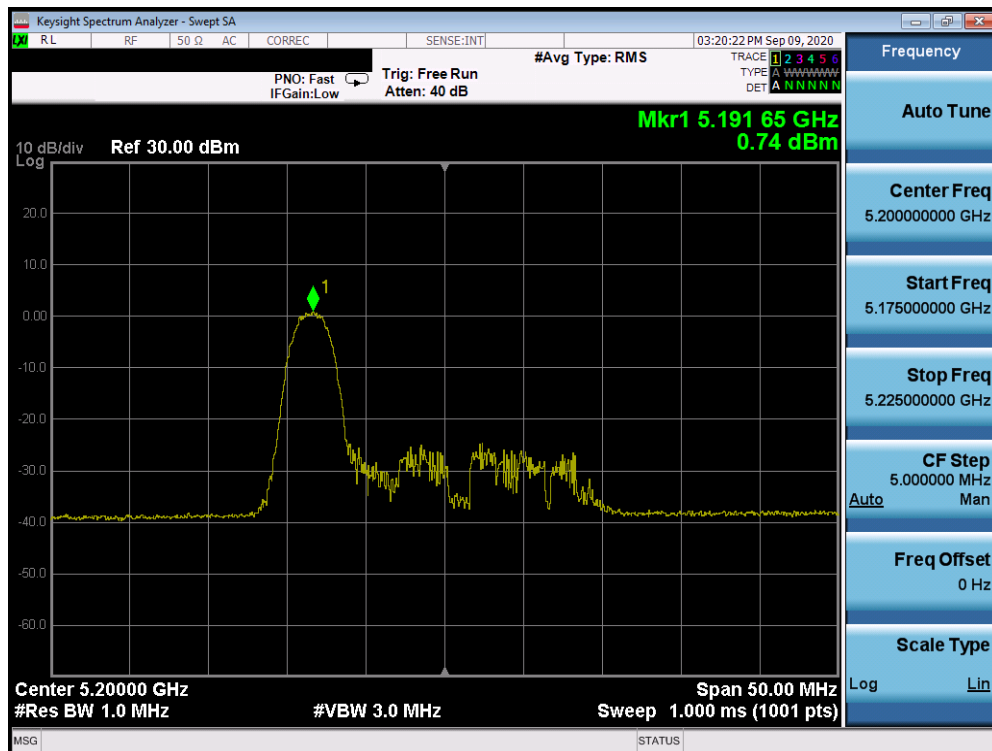 Keysight Spectrum Analyzer - Swept SA
LXI RL RF 50 Ω AC CORREC SENSE:INT 03:20:22 PM Sep 09, 2020
PNO: Fast
IFGain:Low
Trig: Free Run
Atten: 40 dB
#Avg Type: RMS
TRACE 1 2 3 4 5 6
TYPE A WWWWWW
DET A N N N N N
Mkr1 5.191 65 GHz
0.74 dBm
10 dB/div Ref 30.00 dBm
Log
1
20.0
10.0
0.00
-10.0
-20.0
-30.0
-40.0
-50.0
-60.0
Center 5.20000 GHz Span 50.00 MHz
#Res BW 1.0 MHz #VBW 3.0 MHz Sweep 1.000 ms (1001 pts)
MSG STATUS
Frequency
Auto Tune
Center Freq
5.200000000 GHz
Start Freq
5.175000000 GHz
Stop Freq
5.225000000 GHz
CF Step
5.000000 MHz
Auto Man
Freq Offset
0 Hz
Scale Type
Log Lin